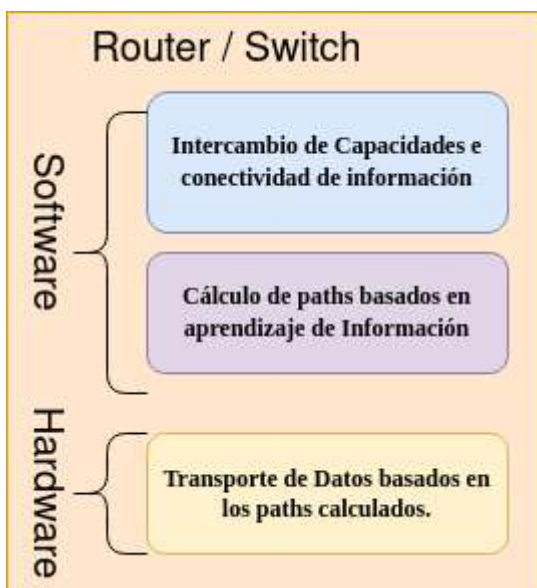 Router / Switch
Software
Intercambio de Capacidades e
conectividad de información
Cálculo de paths basados en
aprendizaje de Información
Hardware
Transporte de Datos basados en
los paths calculados.